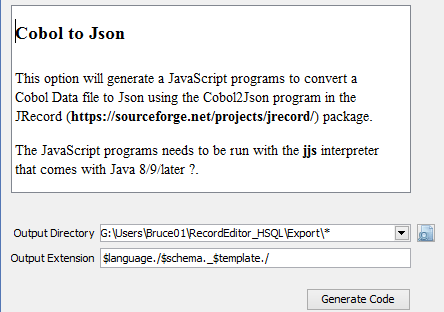 Cobol to Json
This option will generate a JavaScript programs to convert a
Cobol Data file to Json using the Cobol2Json program in the
JRecord (https://sourceforge.net/projects/jrecord/) package.
The JavaScript programs needs to be run with the jjs interpreter
that comes with Java 8/9/later ?.
Output Directory G:\Users\Bruce01\RecordEditor_HSQL\Export\*
Output Extension $language./$schema._$template./
Generate Code